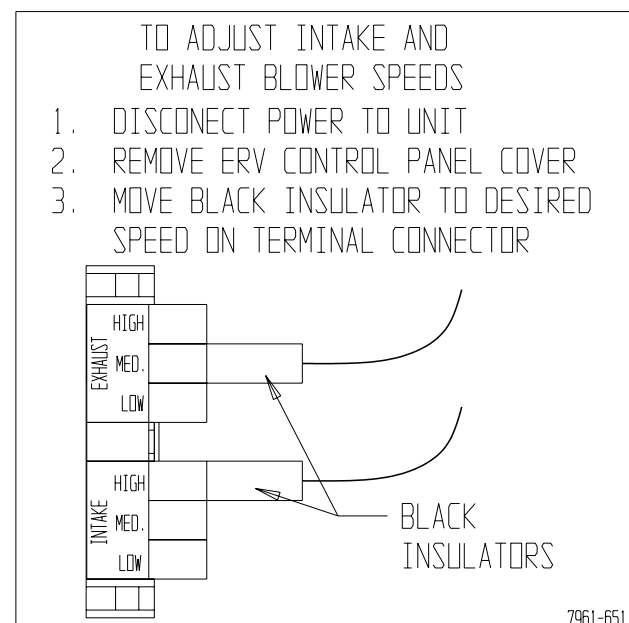 TO ADJUST INTAKE AND
EXHAUST BLOWER SPEEDS
1. DISCONECT POWER TO UNIT
2. REMOVE ERV CONTROL PANEL COVER
3. MOVE BLACK INSULATOR TO DESIRED
SPEED ON TERMINAL CONNECTOR
EXHAUST
HIGH
MED.
LOW
INTAKE
HIGH
MED.
LOW
BLACK
INSULATORS
7961-651